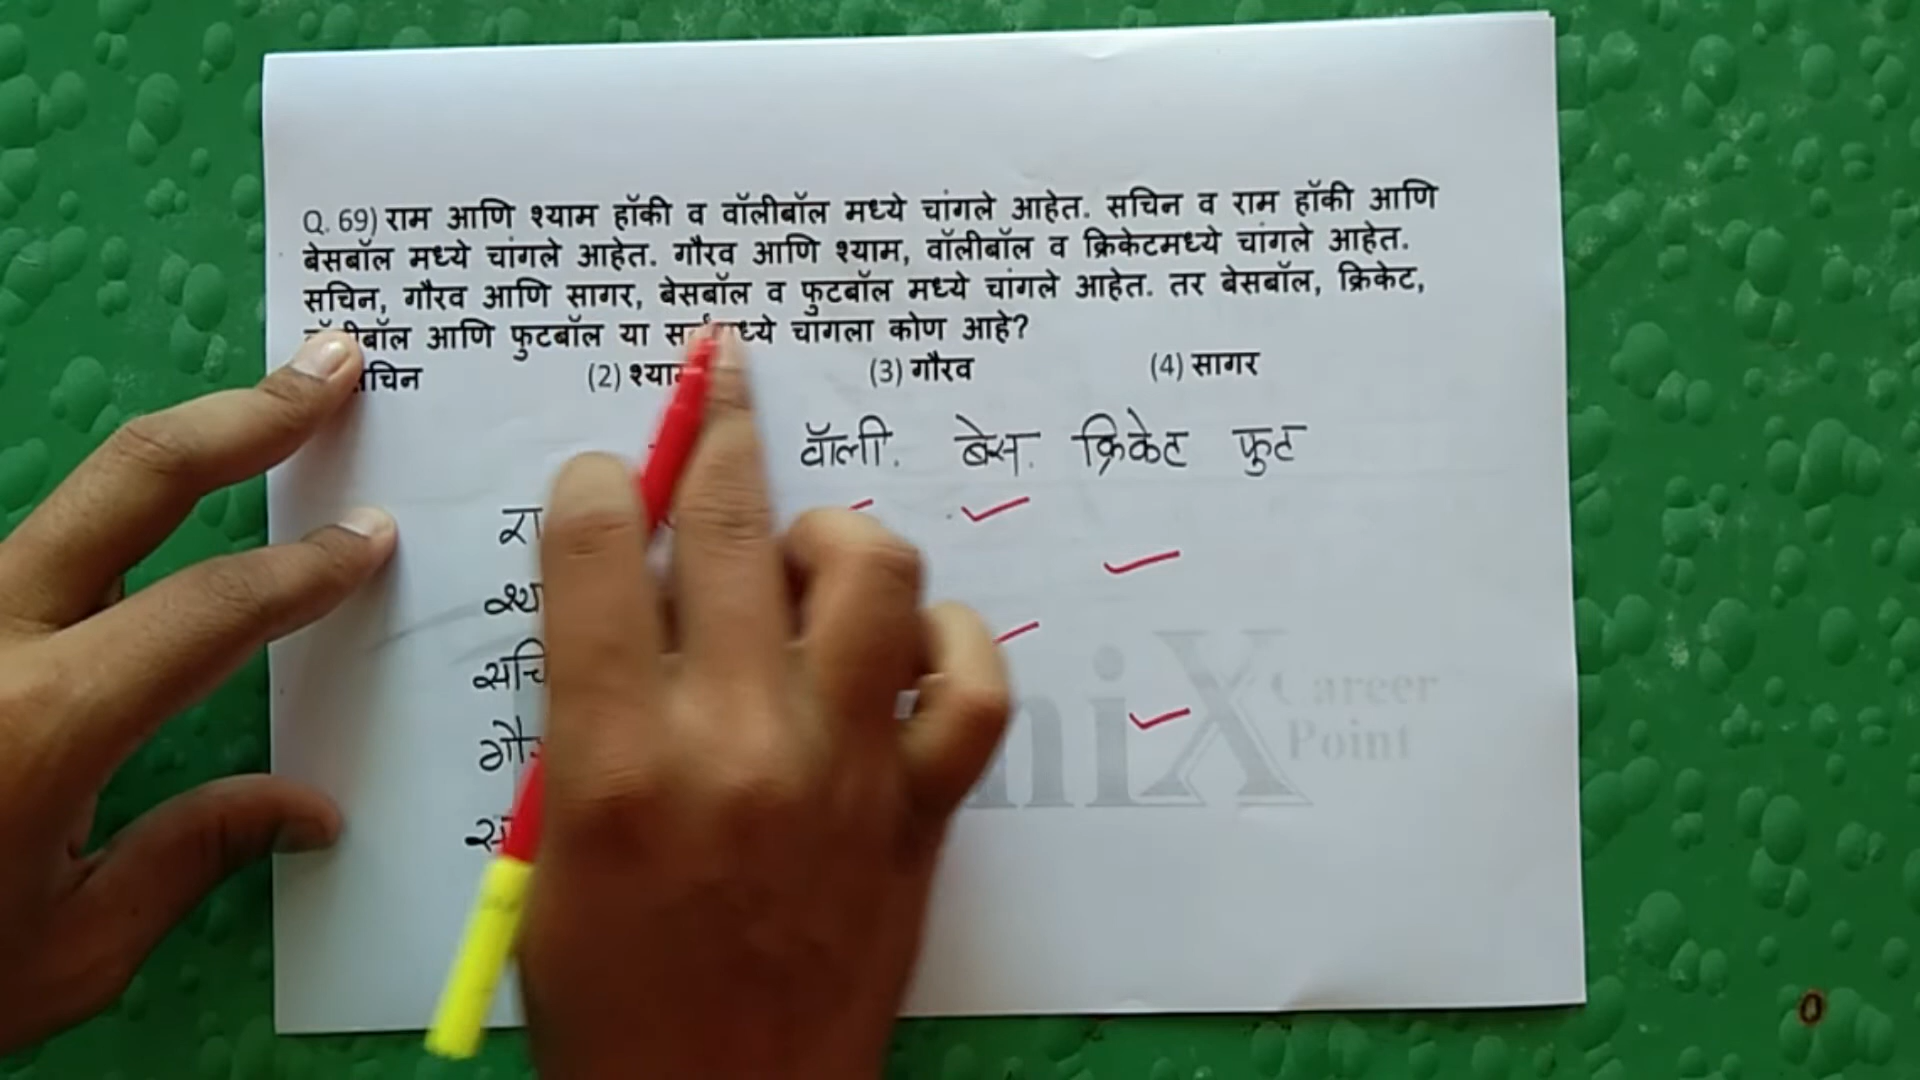 Q. 69) राम आणि श्याम हॉकी व वॉलीबॉल मध्ये चांगले आहेत. सचिन व राम हॉकी आणि
बेसबॉल मध्ये चांगले आहेत. गौरव आणि श्याम, वॉलीबॉल व क्रिकेटमध्ये चांगले आहेत.
सचिन, गौरव आणि सागर, बेसबॉल व फुटबॉल मध्ये चांगले आहेत. तर बेसबॉल, क्रिकेट,
आणि फुटबॉल या चांगला कोण आहे?
(2) (3) गौरव (4) सागर
वॉली. बेस. क्रिकेट फुट
Career
Point